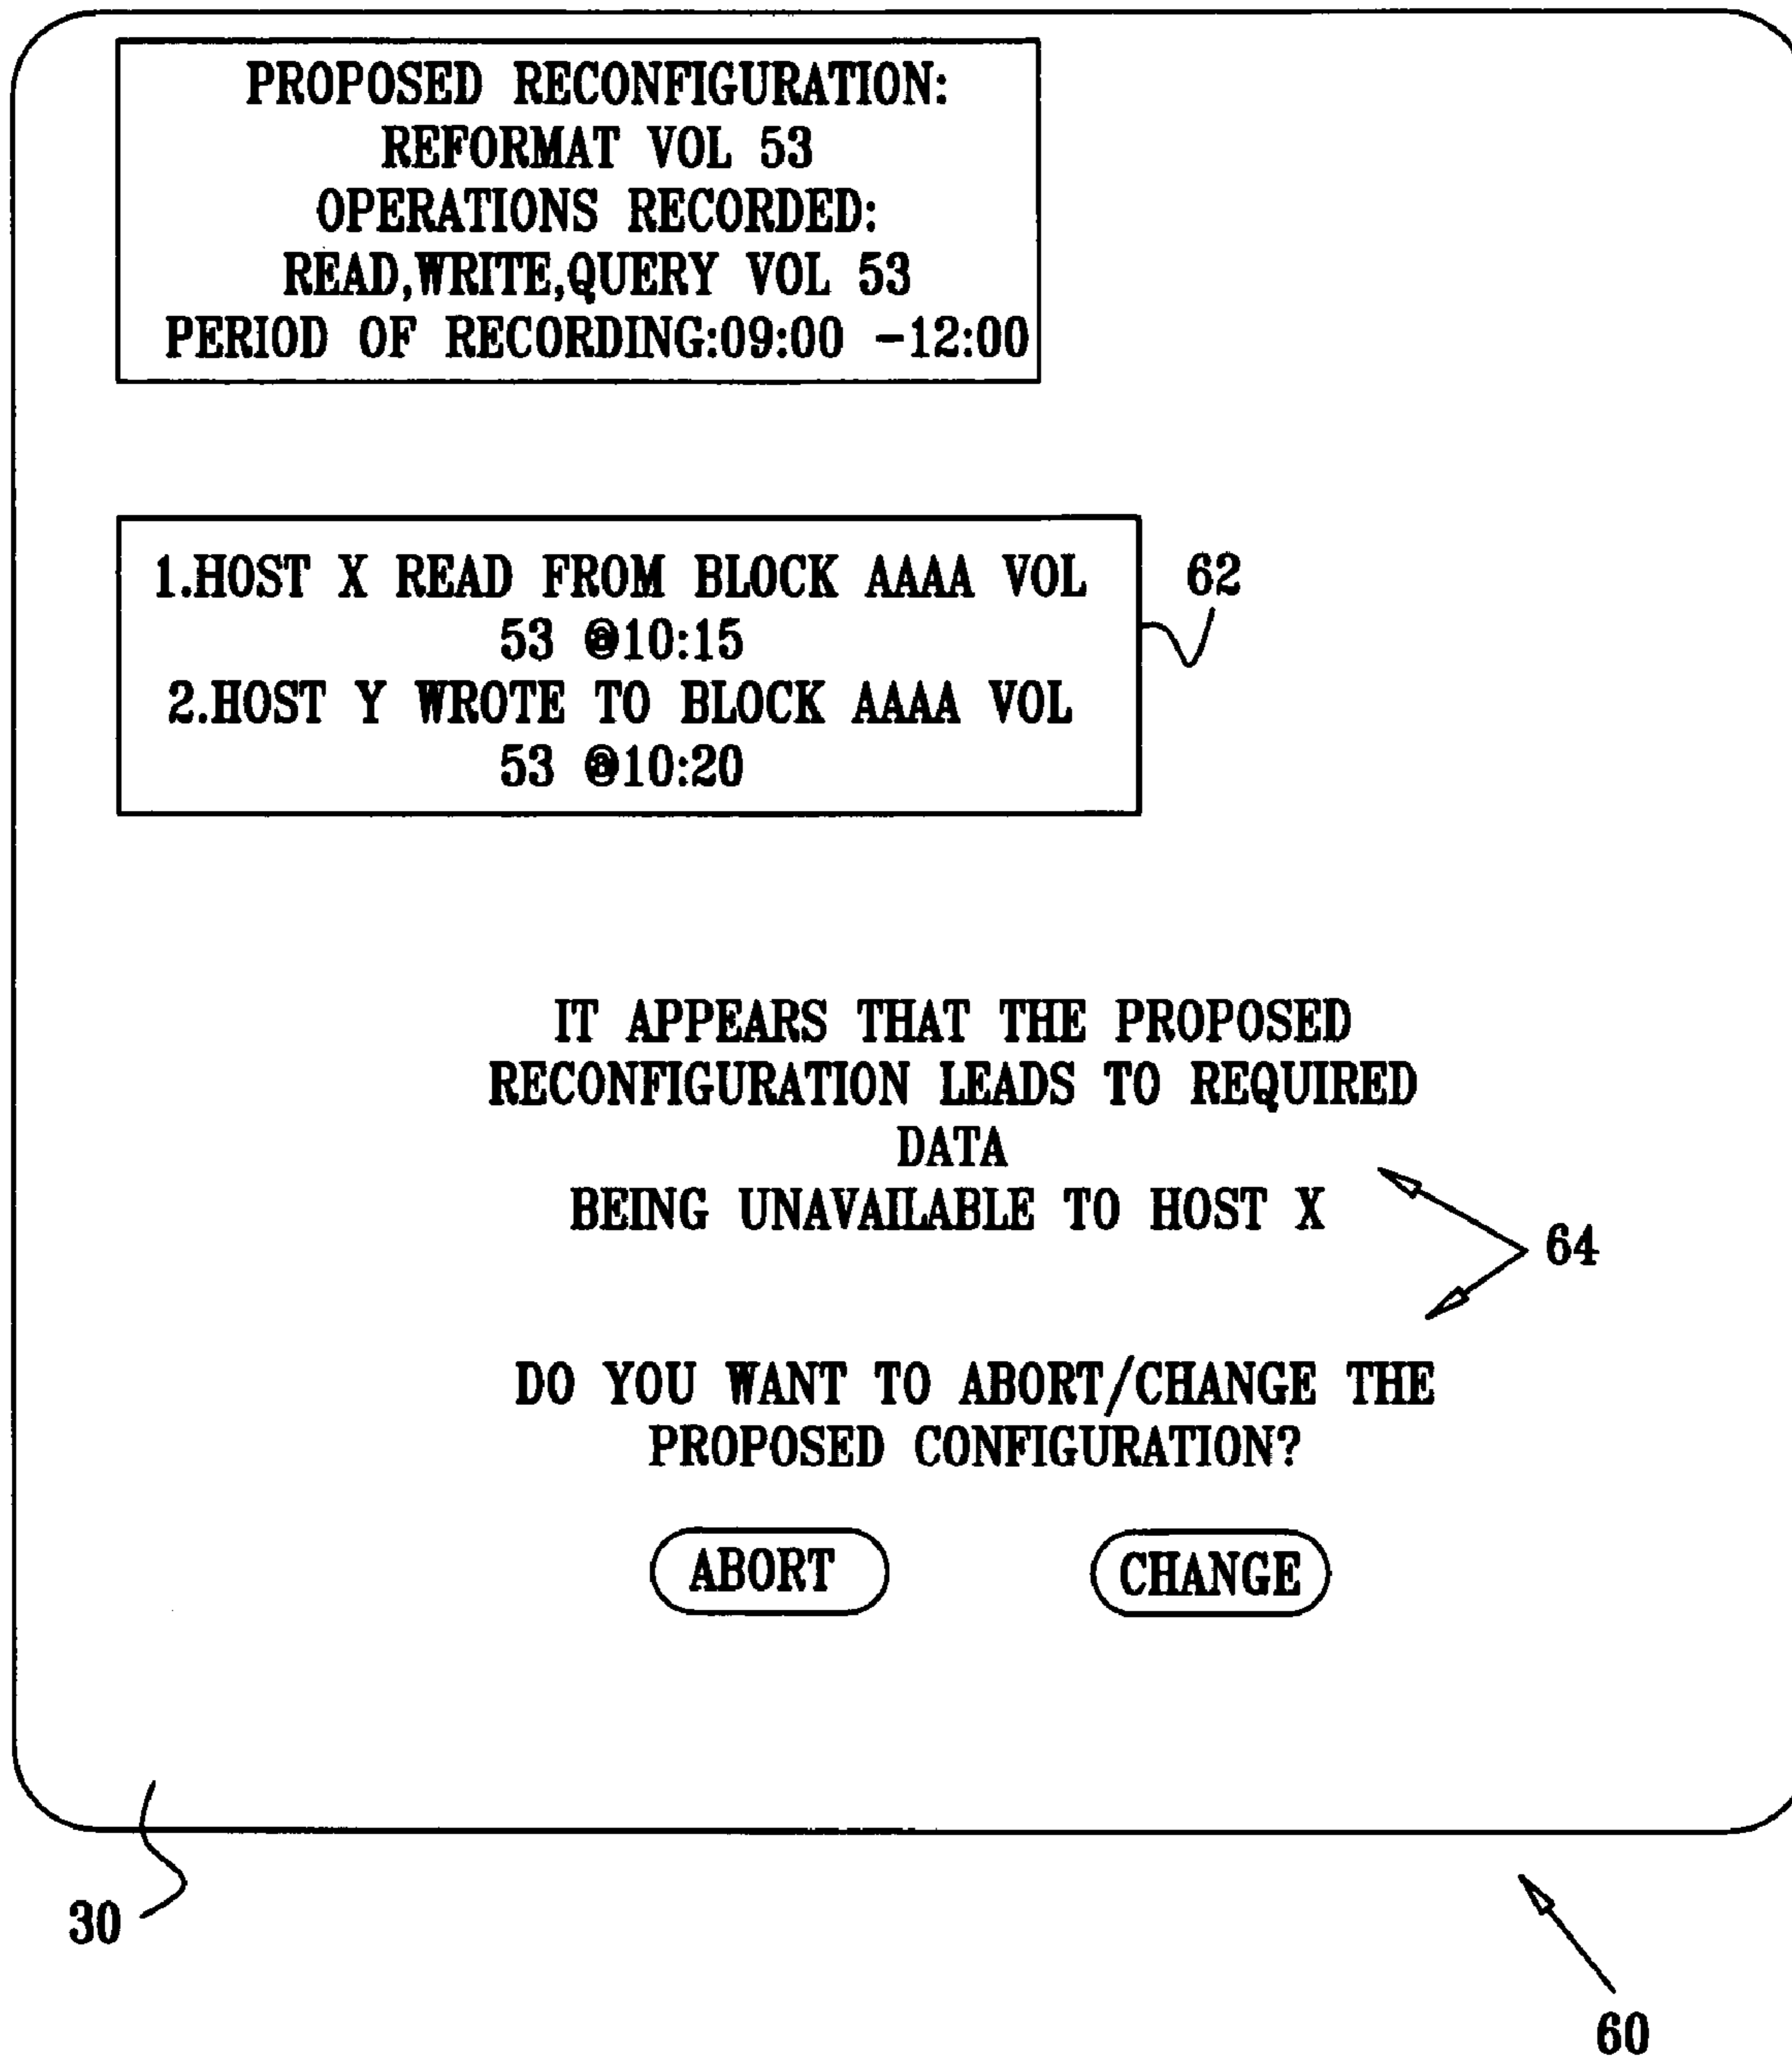 PROPOSED RECONFIGURATION:
REFORMAT VOL 53
OPERATIONS RECORDED:
READ,WRITE,QUERY VOL 53
PERIOD OF RECORDING:09:00 -12:00
1.HOST X READ FROM BLOCK AAAA VOL
53 @10:15
62
2.HOST Y WROTE TO BLOCK AAAA VOL
53 @10:20
IT APPEARS THAT THE PROPOSED
RECONFIGURATION LEADS TO REQUIRED
DATA
BEING UNAVAILABLE TO HOST X
64
DO YOU WANT TO ABORT/CHANGE THE
PROPOSED CONFIGURATION?
ABORT
CHANGE
30
60